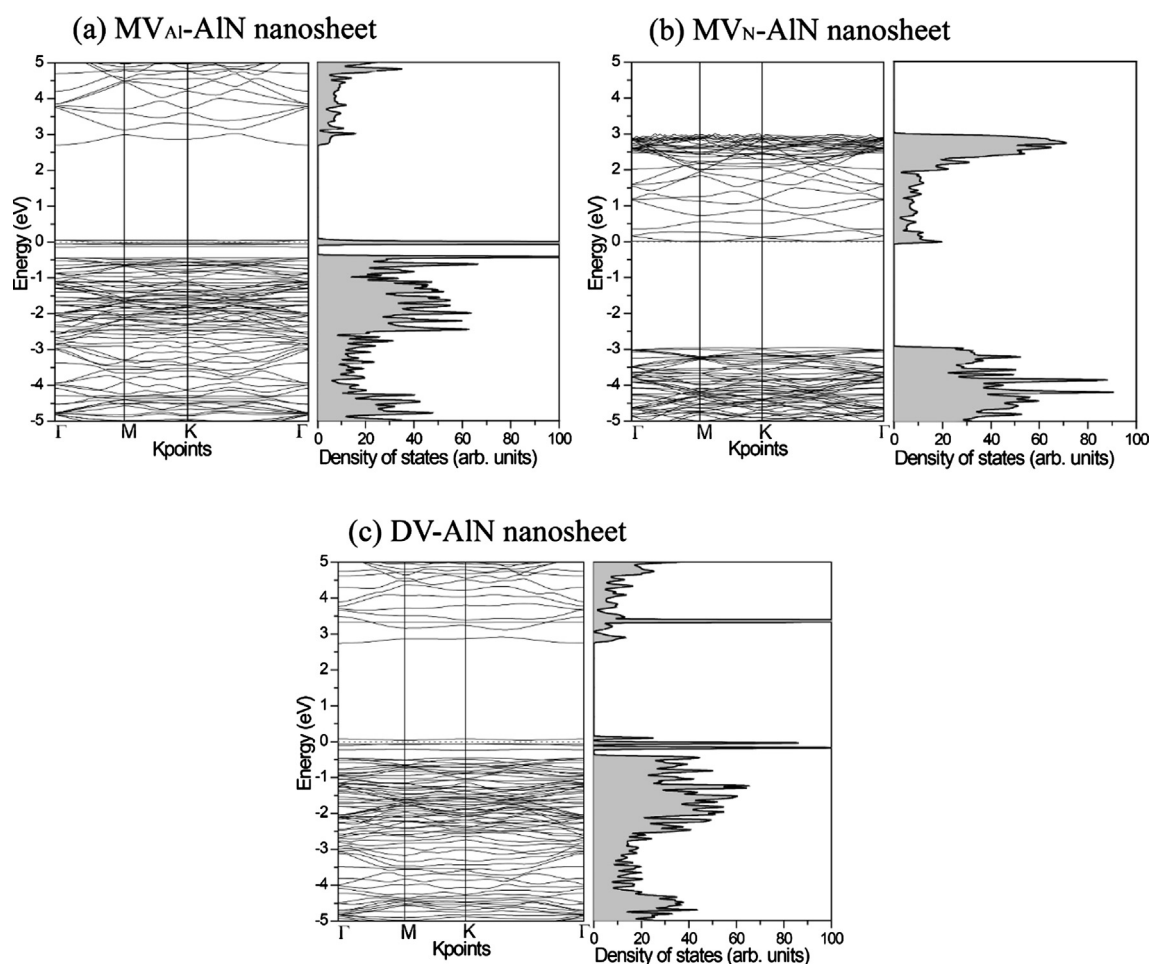 (a) MVAl-AlN nanosheet
5
4
3
2
1
0
-1
-2
-3
-4
-5
Energy (eV)
Γ M K Γ
Kpoints
0 20 40 60 80 100
Density of states (arb. units)
(b) MVN-AlN nanosheet
5
4
3
2
1
0
-1
-2
-3
-4
-5
Energy (eV)
Γ M K Γ
Kpoints
0 20 40 60 80 100
Density of states (arb. units)
(c) DV-AlN nanosheet
5
4
3
2
1
0
-1
-2
-3
-4
-5
Energy (eV)
Γ M K Γ
Kpoints
0 20 40 60 80 100
Density of states (arb. units)